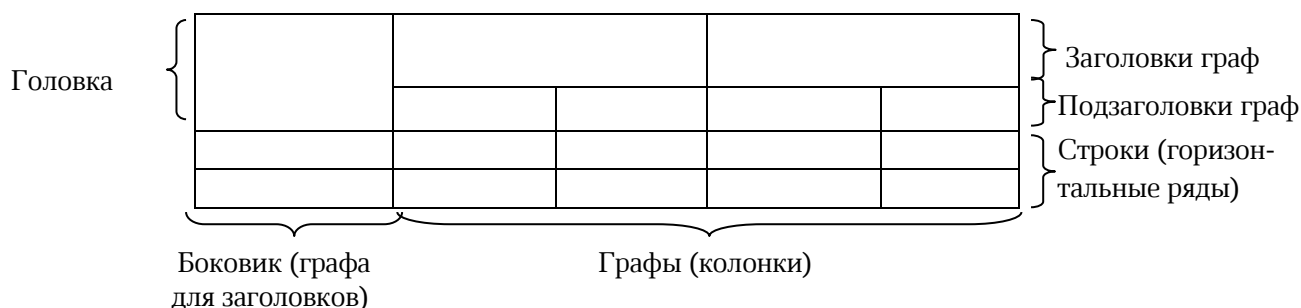 Головка
Заголовки граф
Подзаголовки граф
Строки (горизон-
тальные ряды)
Боковик (графа
для заголовков)
Графы (колонки)